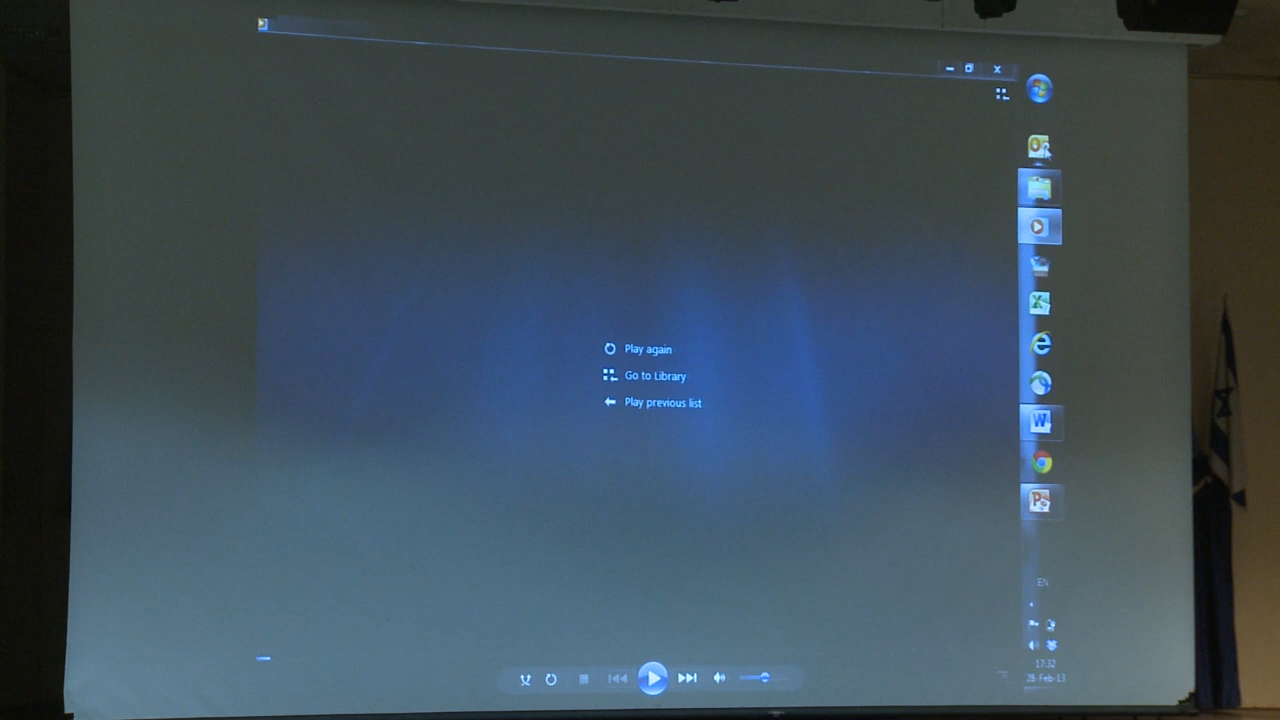 Play again
Go to Library
Play previous list
EN
17:32
28-Feb-13